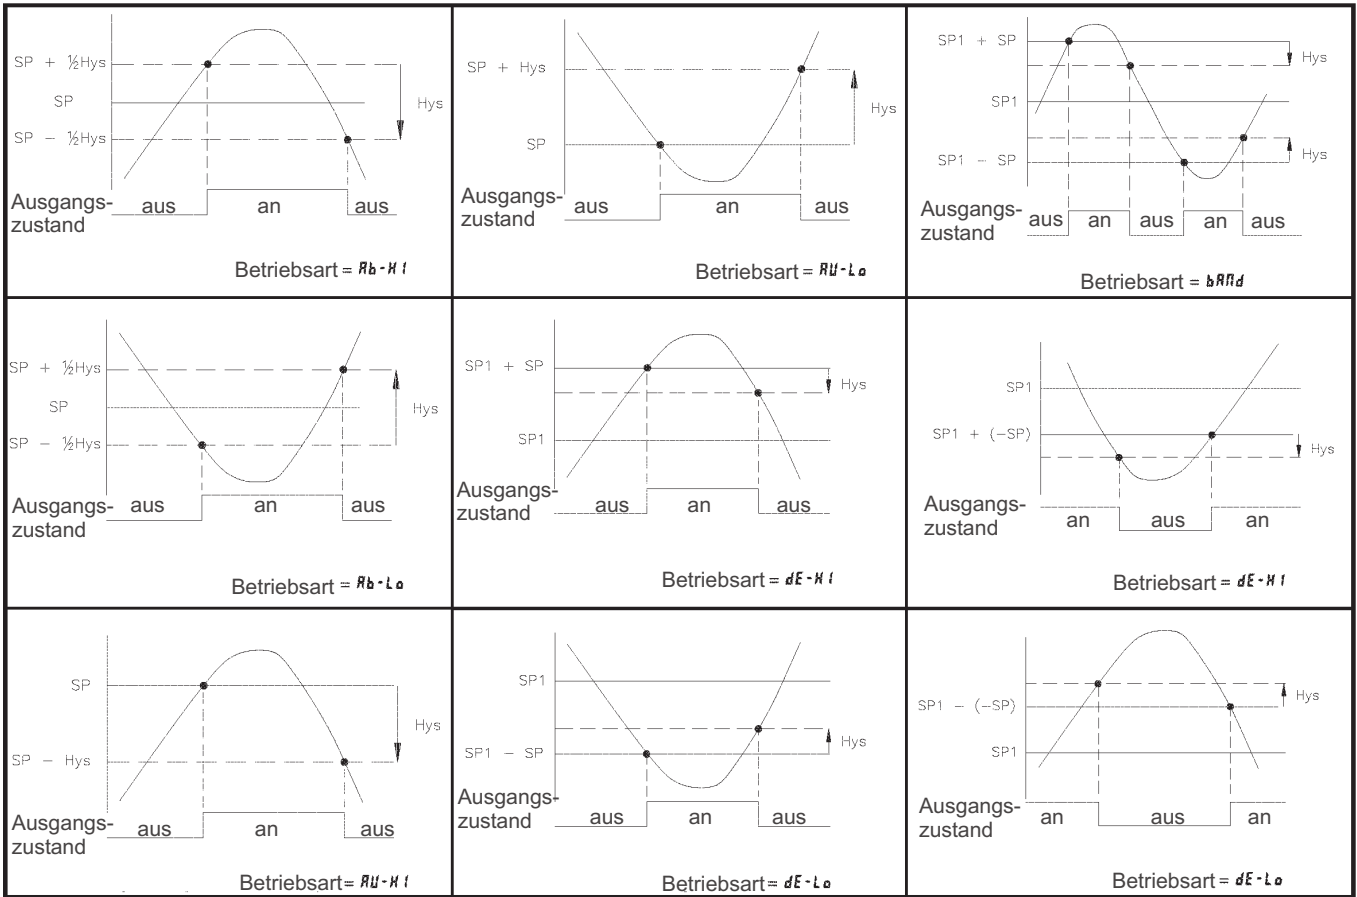 SP + ½Hys
SP
SP − ½Hys
Hys
Ausgangs-
zustand
aus
an
aus
Betriebsart = Ab-HI
SP + Hys
SP
Hys
Ausgangs-
zustand
aus
an
aus
Betriebsart = AU-Lo
SP1 + SP
Hys
SP1
SP1 − SP
Hys
Ausgangs-
zustand
aus
an
aus
an
aus
Betriebsart = bANd
SP + ½Hys
SP
SP − ½Hys
Hys
Ausgangs-
zustand
aus
an
aus
Betriebsart = Ab-Lo
SP1 + SP
Hys
SP1
Ausgangs-
zustand
aus
an
aus
Betriebsart = dE-HI
SP1
SP1 + (−SP)
Hys
Ausgangs-
zustand
an
aus
an
Betriebsart = dE-HI
SP
Hys
SP − Hys
Ausgangs-
zustand
aus
an
aus
Betriebsart = AU-HI
SP1
SP1 − SP
Hys
Ausgangs-
zustand
aus
an
aus
Betriebsart = dE-Lo
Hys
SP1 − (−SP)
SP1
Ausgangs-
zustand
an
aus
an
Betriebsart = dE-Lo